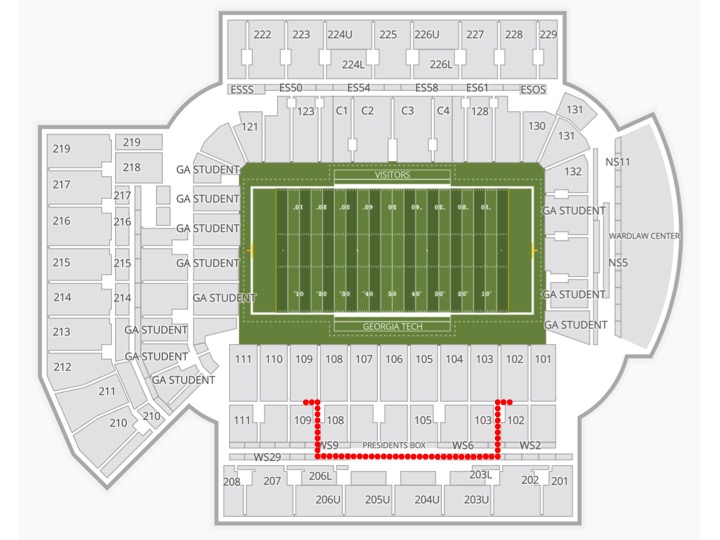 222 223 224U 225 226U 227 228 229
224L 226L
ESSS ES50 ES54 ES58 ES61 ESOS
121 123 C1 C2 C3 C4 128 130 131
131
219 219
218 GA STUDENT VISITORS 132 NS11
217 217 GA STUDENT
10. 20. 30. 40. 50 .40 .30 .20 .10
GA STUDENT
216 216 GA STUDENT WARDLAW CENTER
215 215 GA STUDENT NS5
214 214 GA STUDENT GA STUDENT
.10 .20 .30 .40 50 40. 30. 20. 10.
213 GA STUDENT GEORGIA TECH GA STUDENT
212 GA STUDENT
111 110 109 108 107 106 105 104 103 102 101
211 GA STUDENT
210 210 111 109 108 105 103 102
WS9 PRESIDENTS BOX WS6 WS2
WS29
208 207 206L 203L 202 201
206U 205U 204U 203U